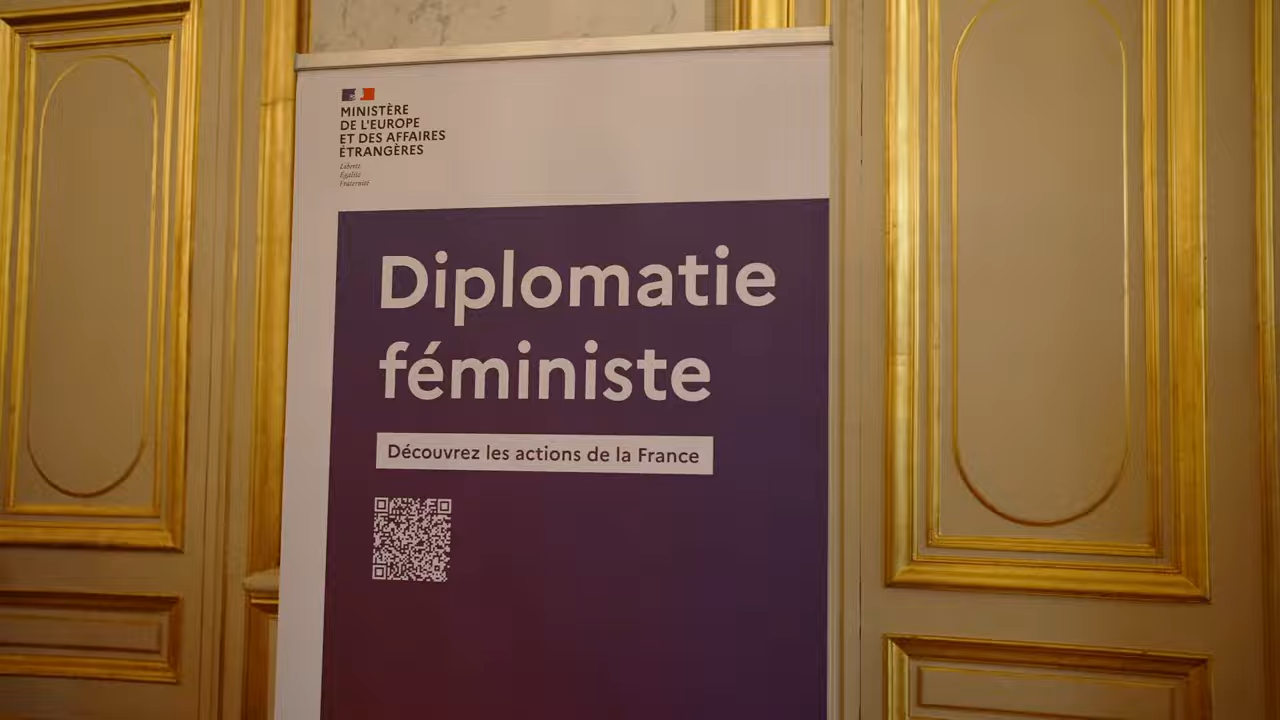 MINISTÈRE
DE L'EUROPE
ET DES AFFAIRES
ÉTRANGÈRES
Liberté
Égalité
Fraternité
Diplomatie
féministe
Découvrez les actions de la France